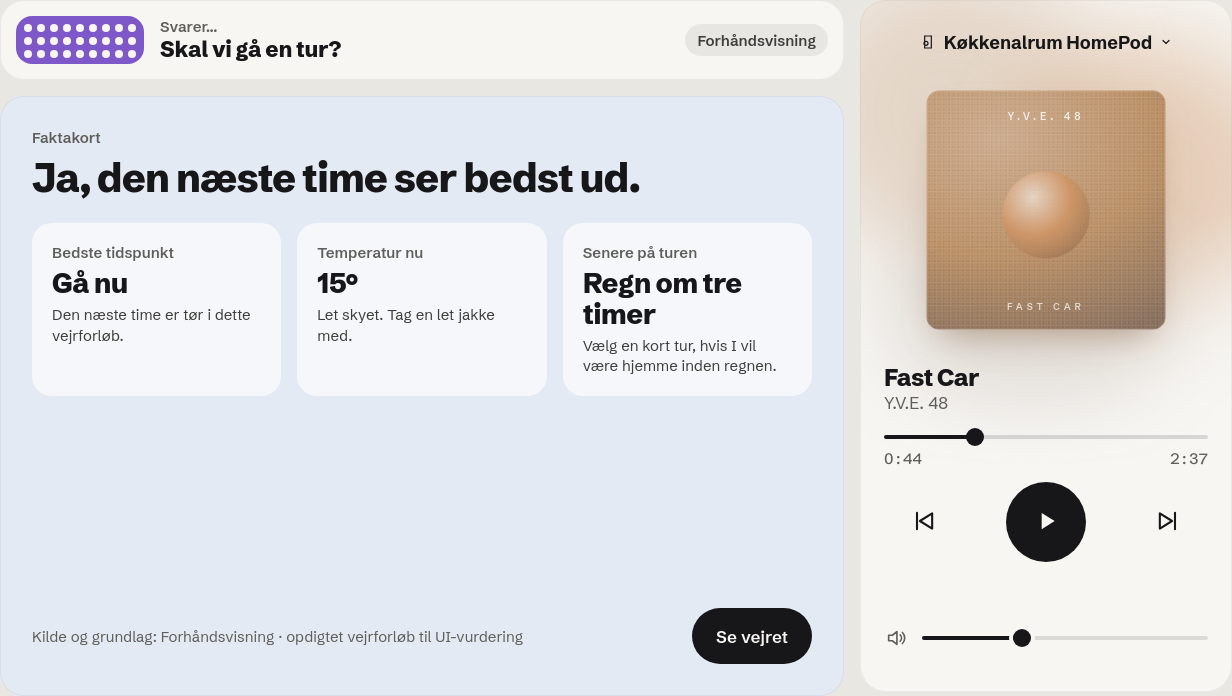 Svarer...
Skal vi gå en tur?
Forhåndsvisning
Faktakort
Ja, den næste time ser bedst ud.
Bedste tidspunkt
Gå nu
Den næste time er tør i dette
vejrforløb.
Temperatur nu
15°
Let skyet. Tag en let jakke
med.
Senere på turen
Regn om tre
timer
Vælg en kort tur, hvis I vil
være hjemme inden regnen.
Kilde og grundlag: Forhåndsvisning · opdigtet vejrforløb til UI-vurdering
Se vejret
Køkkenalrum HomePod
Y.V.E. 48
FAST CAR
Fast Car
Y.V.E. 48
0:44
2:37